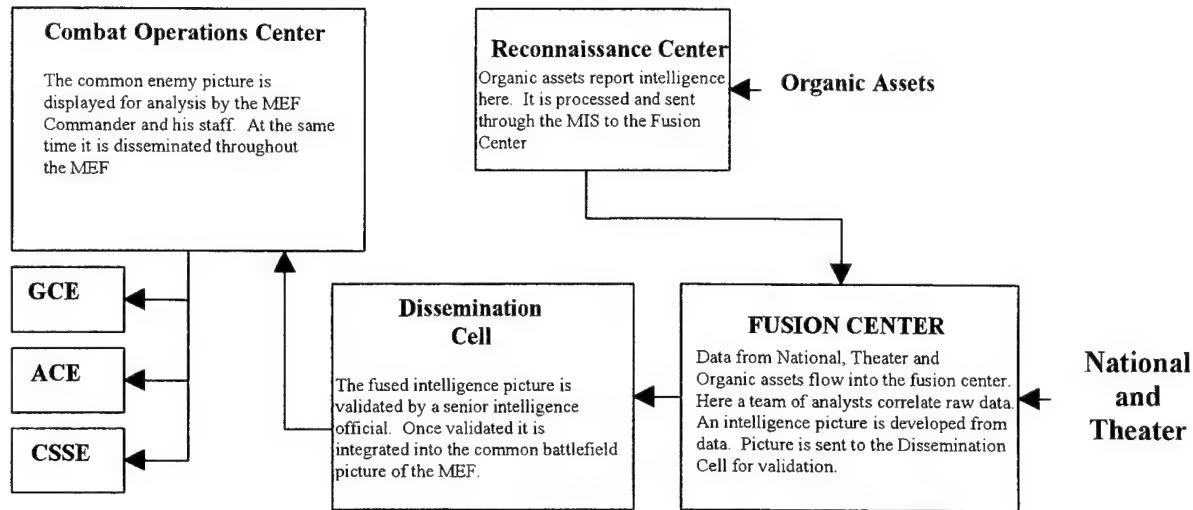 Combat Operations Center
The common enemy picture is
displayed for analysis by the MEF
Commander and his staff. At the same
time it is disseminated throughout
the MEF
Reconnaissance Center
Organic assets report intelligence
here. It is processed and sent
through the MIS to the Fusion
Center
Organic Assets
GCE
ACE
CSSE
Dissemination
Cell
The fused intelligence picture is
validated by a senior intelligence
official. Once validated it is
integrated into the common battlefield
picture of the MEF.
FUSION CENTER
Data from National, Theater and
Organic assets flow into the fusion center.
Here a team of analysts correlate raw data.
An intelligence picture is developed from
data. Picture is sent to the Dissemination
Cell for validation.
National
and
Theater